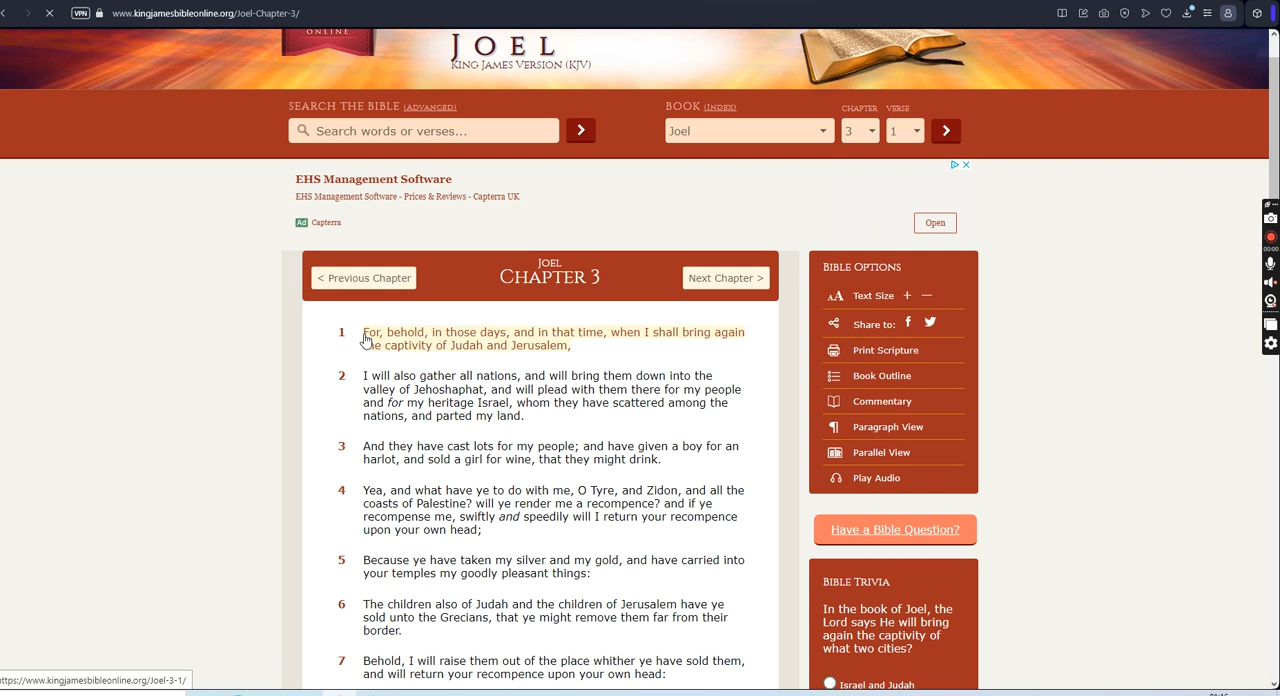 VPN
www.kingjamesbibleonline.org/Joel-Chapter-3/
ONLINE
JOEL
KING JAMES VERSION (KJV)
SEARCH THE BIBLE (ADVANCED)
BOOK (INDEX)
CHAPTER
VERSE
Search words or verses...
Joel
3
1
EHS Management Software
EHS Management Software - Prices & Reviews - Capterra UK
Ad Capterra
Open
< Previous Chapter
JOEL
CHAPTER 3
Next Chapter >
1 For, behold, in those days, and in that time, when I shall bring again
he captivity of Judah and Jerusalem,
2 I will also gather all nations, and will bring them down into the
valley of Jehoshaphat, and will plead with them there for my people
and for my heritage Israel, whom they have scattered among the
nations, and parted my land.
3 And they have cast lots for my people; and have given a boy for an
harlot, and sold a girl for wine, that they might drink.
4 Yea, and what have ye to do with me, O Tyre, and Zidon, and all the
coasts of Palestine? will ye render me a recompence? and if ye
recompense me, swiftly and speedily will I return your recompence
upon your own head;
5 Because ye have taken my silver and my gold, and have carried into
your temples my goodly pleasant things:
6 The children also of Judah and the children of Jerusalem have ye
sold unto the Grecians, that ye might remove them far from their
border.
7 Behold, I will raise them out of the place whither ye have sold them,
and will return your recompence upon your own head:
BIBLE OPTIONS
AA Text Size + —
Share to:
Print Scripture
Book Outline
Commentary
Paragraph View
Parallel View
Play Audio
Have a Bible Question?
BIBLE TRIVIA
In the book of Joel, the
Lord says He will bring
again the captivity of
what two cities?
Israel and Judah
00:00
ttps://www.kingjamesbibleonline.org/Joel-3-1/